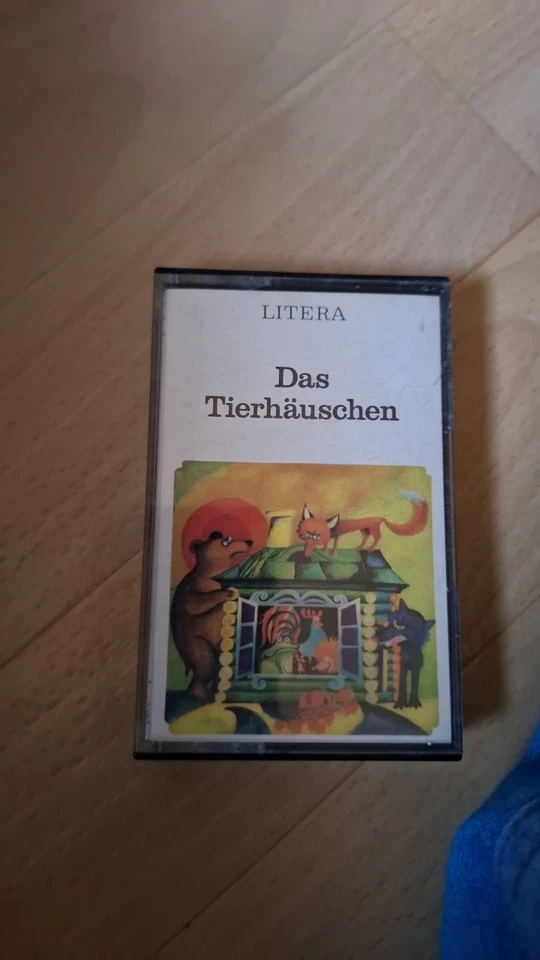 LITERA
Das
Tierhäuschen